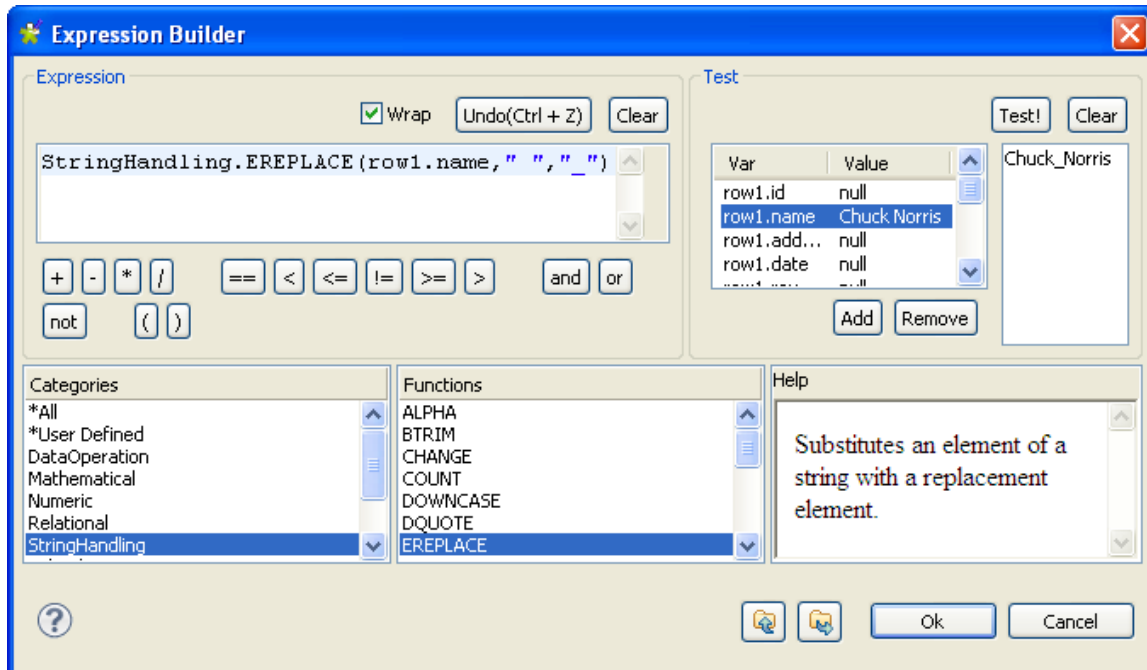 Expression Builder
Expression
Wrap Undo(Ctrl + Z) Clear
StringHandling.EREPLACE(row1.name," ","_")
+ - * / == < <= != >= > and or
not ( )
Test
Test! Clear
Var Value
row1.id null
row1.name Chuck Norris
row1.add... null
row1.date null
Chuck_Norris
Add Remove
Categories
*All
*User Defined
DataOperation
Mathematical
Numeric
Relational
StringHandling
Functions
ALPHA
BTRIM
CHANGE
COUNT
DOWNCASE
DQUOTE
EREPLACE
Help
Substitutes an element of a
string with a replacement
element.
?
Ok Cancel